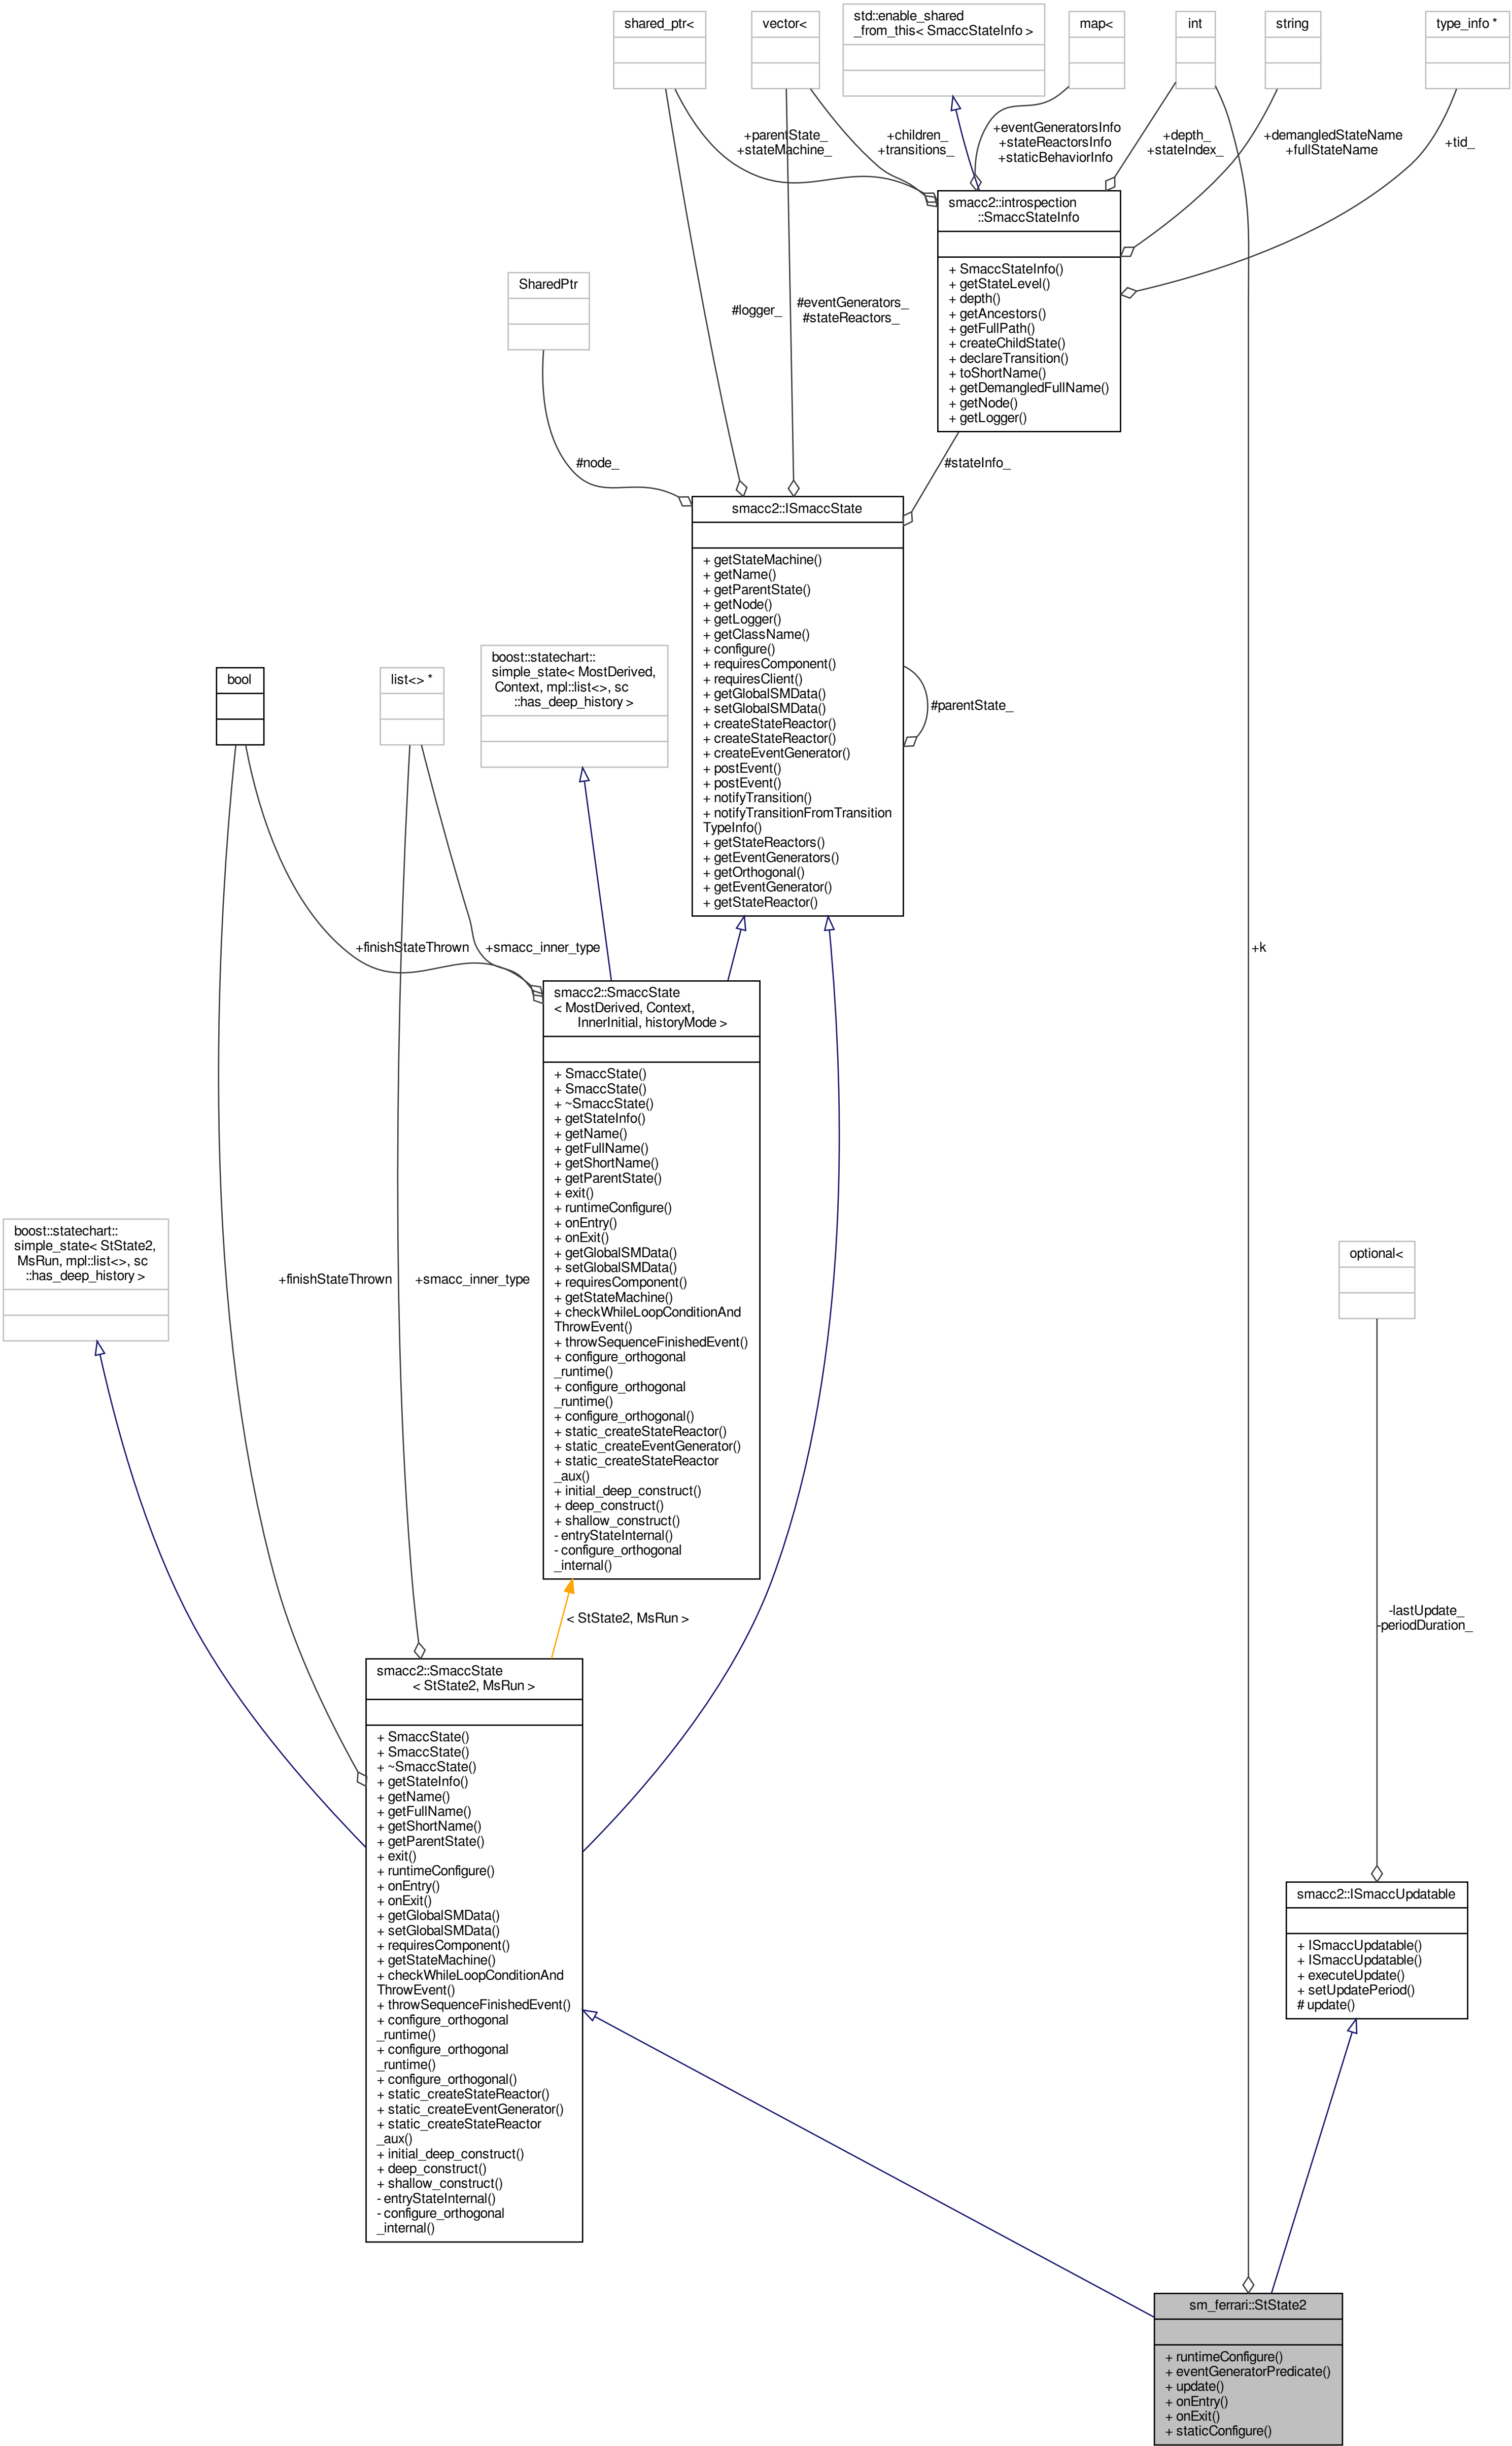 shared_ptr<
vector<
std::enable_shared
_from_this< SmaccStateInfo >
map<
int
string
type_info *
+parentState_
+stateMachine_
+children_
+transitions_
+eventGeneratorsInfo
+stateReactorsInfo
+staticBehaviorInfo
+depth_
+stateIndex_
+demangledStateName
+fullStateName
+tid_
smacc2::introspection
::SmaccStateInfo
+ SmaccStateInfo()
+ getStateLevel()
+ depth()
+ getAncestors()
+ getFullPath()
+ createChildState()
+ declareTransition()
+ toShortName()
+ getDemangledFullName()
+ getNode()
+ getLogger()
SharedPtr
#logger_
#eventGenerators_
#stateReactors_
#node_
#stateInfo_
smacc2::ISmaccState
+ getStateMachine()
+ getName()
+ getParentState()
+ getNode()
+ getLogger()
+ getClassName()
+ configure()
+ requiresComponent()
+ requiresClient()
+ getGlobalSMData()
+ setGlobalSMData()
+ createStateReactor()
+ createStateReactor()
+ createEventGenerator()
+ postEvent()
+ postEvent()
+ notifyTransition()
+ notifyTransitionFromTransition
TypeInfo()
+ getStateReactors()
+ getEventGenerators()
+ getOrthogonal()
+ getEventGenerator()
+ getStateReactor()
#parentState_
bool
list<> *
boost::statechart::
simple_state< MostDerived,
Context, mpl::list<>, sc
::has_deep_history >
+finishStateThrown
+smacc_inner_type
+k
smacc2::SmaccState
< MostDerived, Context,
InnerInitial, historyMode >
+ SmaccState()
+ SmaccState()
+ ~SmaccState()
+ getStateInfo()
+ getName()
+ getFullName()
+ getShortName()
+ getParentState()
+ exit()
+ runtimeConfigure()
+ onEntry()
+ onExit()
+ getGlobalSMData()
+ setGlobalSMData()
+ requiresComponent()
+ getStateMachine()
+ checkWhileLoopConditionAnd
ThrowEvent()
+ throwSequenceFinishedEvent()
+ configure_orthogonal
_runtime()
+ configure_orthogonal
_runtime()
+ configure_orthogonal()
+ static_createStateReactor()
+ static_createEventGenerator()
+ static_createStateReactor
_aux()
+ initial_deep_construct()
+ deep_construct()
+ shallow_construct()
- entryStateInternal()
- configure_orthogonal
_internal()
boost::statechart::
simple_state< StState2,
MsRun, mpl::list<>, sc
::has_deep_history >
+finishStateThrown
+smacc_inner_type
optional<
< StState2, MsRun >
-lastUpdate_
-periodDuration_
smacc2::SmaccState
< StState2, MsRun >
+ SmaccState()
+ SmaccState()
+ ~SmaccState()
+ getStateInfo()
+ getName()
+ getFullName()
+ getShortName()
+ getParentState()
+ exit()
+ runtimeConfigure()
+ onEntry()
+ onExit()
+ getGlobalSMData()
+ setGlobalSMData()
+ requiresComponent()
+ getStateMachine()
+ checkWhileLoopConditionAnd
ThrowEvent()
+ throwSequenceFinishedEvent()
+ configure_orthogonal
_runtime()
+ configure_orthogonal
_runtime()
+ configure_orthogonal()
+ static_createStateReactor()
+ static_createEventGenerator()
+ static_createStateReactor
_aux()
+ initial_deep_construct()
+ deep_construct()
+ shallow_construct()
- entryStateInternal()
- configure_orthogonal
_internal()
smacc2::ISmaccUpdatable
+ ISmaccUpdatable()
+ ISmaccUpdatable()
+ executeUpdate()
+ setUpdatePeriod()
# update()
sm_ferrari::StState2
+ runtimeConfigure()
+ eventGeneratorPredicate()
+ update()
+ onEntry()
+ onExit()
+ staticConfigure()